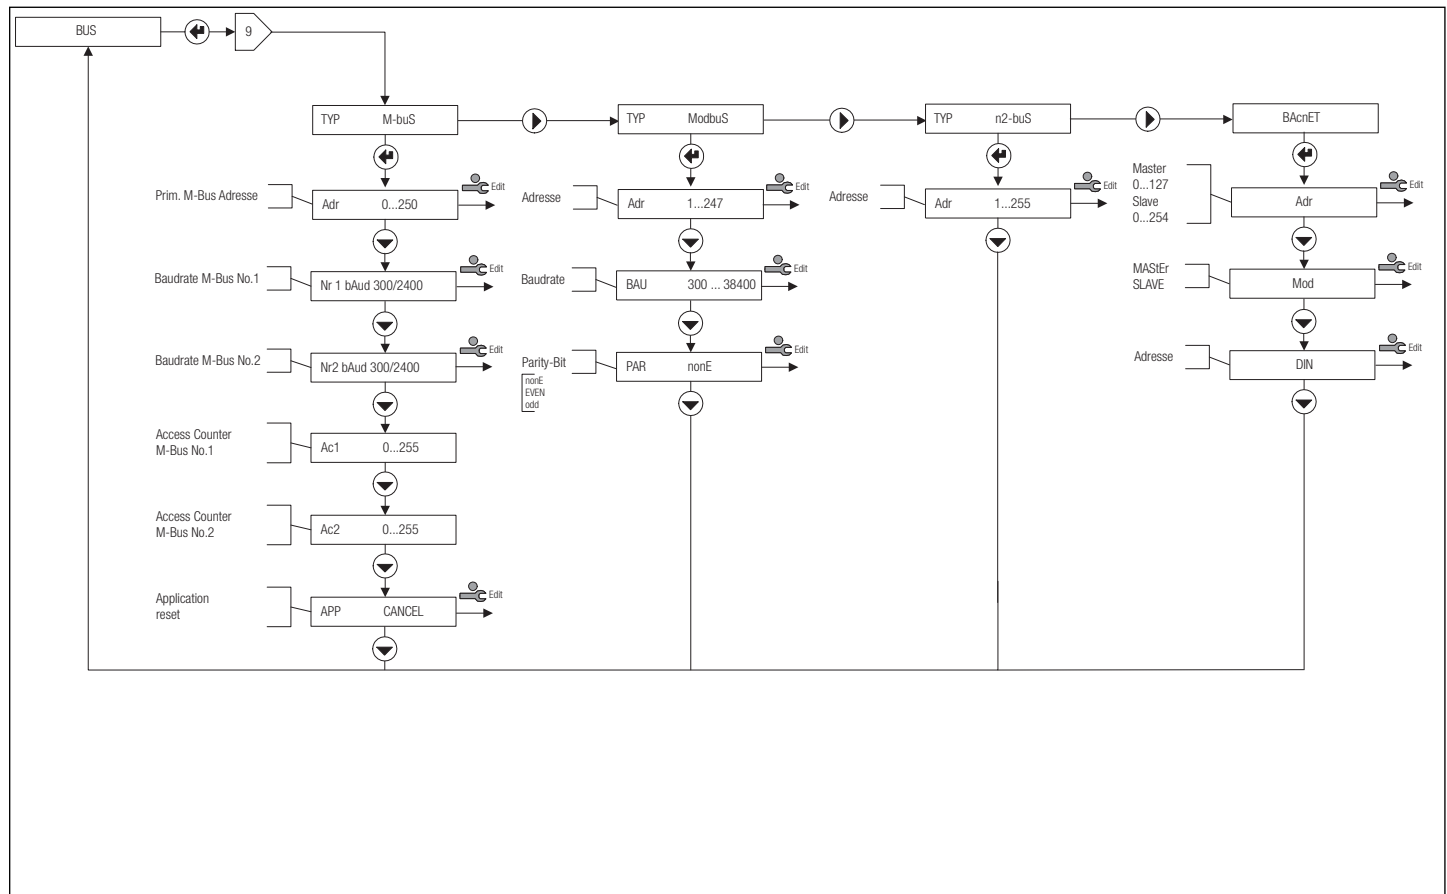 BUS
9
TYP M-buS
TYP ModbuS
TYP n2-buS
BAcnET
Prim. M-Bus Adresse
Adr 0...250
Edit
Baudrate M-Bus No.1
Nr 1 bAud 300/2400
Edit
Baudrate M-Bus No.2
Nr2 bAud 300/2400
Edit
Access Counter
M-Bus No.1
Ac1 0...255
Access Counter
M-Bus No.2
Ac2 0...255
Application
reset
APP CANCEL
Edit
Adresse
Adr 1...247
Edit
Baudrate
BAU 300 ... 38400
Edit
Parity-Bit
nonE
EVEN
odd
PAR nonE
Edit
Adresse
Adr 1...255
Edit
Master
0...127
Slave
0...254
Adr
Edit
MAStEr
SLAVE
Mod
Edit
Adresse
DIN
Edit